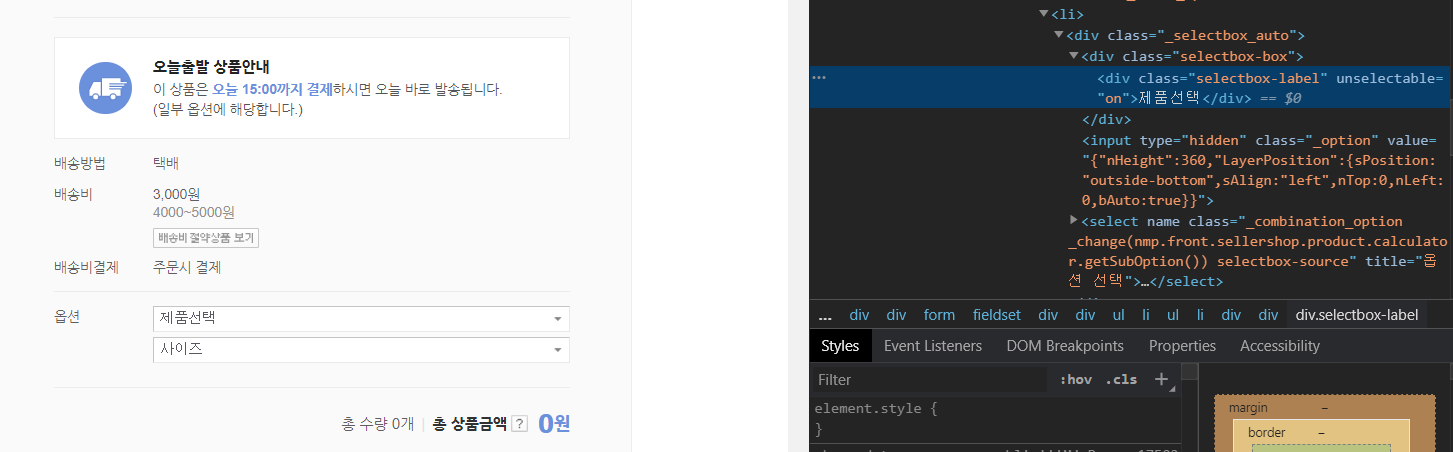 오늘출발 상품안내
이 상품은 오늘 15:00까지 결제하시면 오늘 바로 발송됩니다.
(일부 옵션에 해당합니다.)
배송방법 택배
배송비 3,000원
4000~5000원
배송비 절약상품 보기
배송비결제 주문시 결제
옵션 제품선택
사이즈
총 수량 0개 총 상품금액 ? 0원
<li>
<div class="_selectbox_auto">
<div class="selectbox-box">
… <div class="selectbox-label" unselectable=
"on">제품선택</div> == $0
</div>
<input type="hidden" class="_option" value=
"{"nHeight":360,"LayerPosition":{sPosition:
"outside-bottom",sAlign:"left",nTop:0,nLeft:
0,bAuto:true}}">
<select name class="_combination_option
_change(nmp.front.sellershop.product.calculato
r.getSubOption()) selectbox-source" title="옵
션 선택">…</select>
... div div form fieldset div div ul li ul li div div div.selectbox-label
Styles Event Listeners DOM Breakpoints Properties Accessibility
Filter :hov .cls +
element.style {
}
margin –
border –